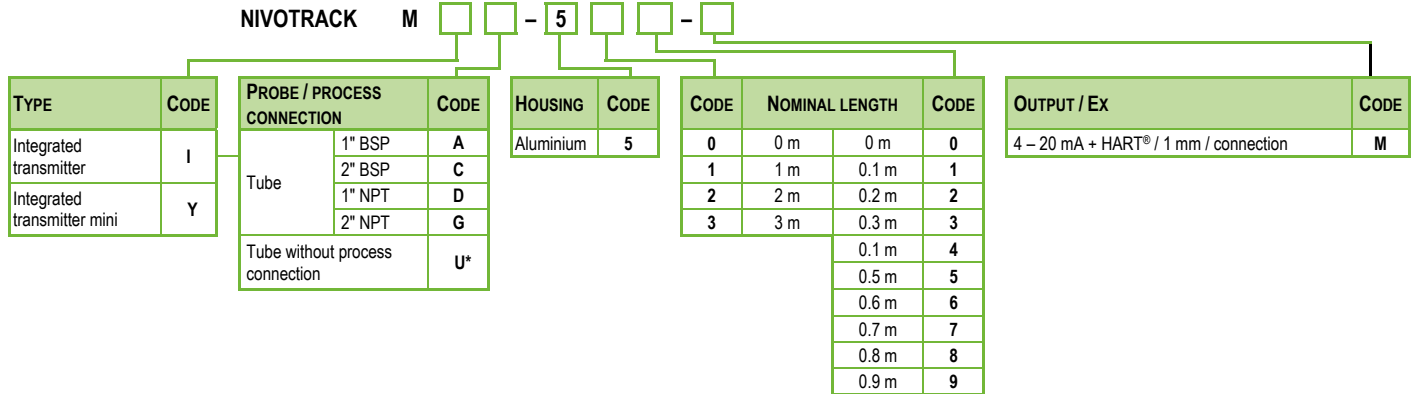 NIVOTRACK M – 5 –
TYPE CODE
Integrated transmitter I
Integrated transmitter mini Y
PROBE / PROCESS CONNECTION CODE
Tube
1" BSP A
2" BSP C
1" NPT D
2" NPT G
Tube without process connection U*
HOUSING CODE
Aluminium 5
CODE NOMINAL LENGTH CODE
0 0 m 0 m 0
1 1 m 0.1 m 1
2 2 m 0.2 m 2
3 3 m 0.3 m 3
0.1 m 4
0.5 m 5
0.6 m 6
0.7 m 7
0.8 m 8
0.9 m 9
OUTPUT / EX CODE
4 – 20 mA + HART® / 1 mm / connection M